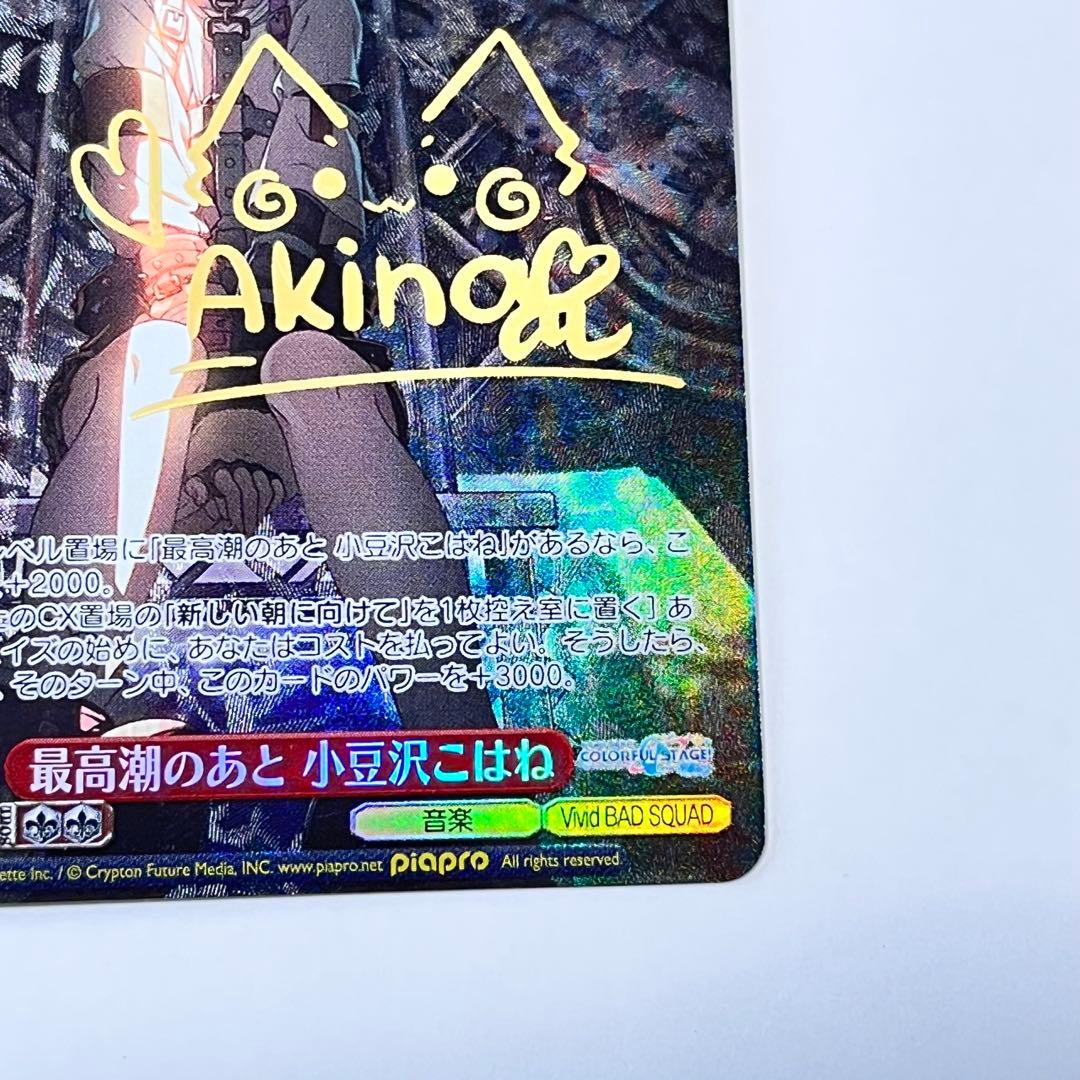 Akina
ベル置場に「最高潮のあと 小豆沢こはね」があるなら、こ
+2000。
のCX置場の「新しい朝に向けて」を1枚控え室に置く］ あ
イズの始めに、あなたはコストを払ってよい。そうしたら、
、そのターン中、このカードのパワーを+3000。
最高潮のあと 小豆沢こはね
COLORFUL STAGE!
音楽 Vivid BAD SQUAD
ette Inc. / © Crypton Future Media, INC. www.piapro.net piapro All rights reserved.